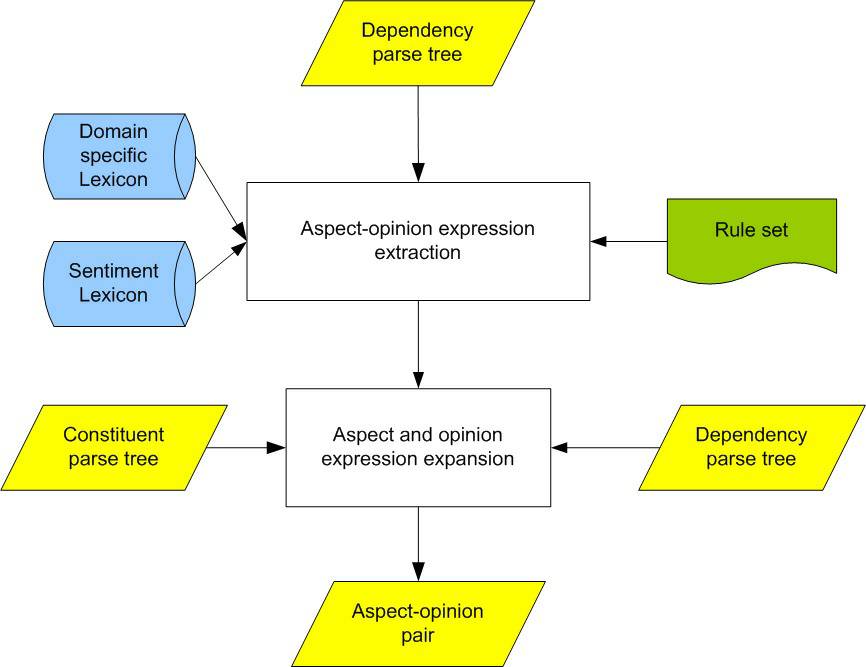 Dependency
parse tree
Domain
specific
Lexicon
Aspect-opinion expression
extraction
Rule set
Sentiment
Lexicon
Constituent
parse tree
Aspect and opinion
expression expansion
Dependency
parse tree
Aspect-opinion
pair